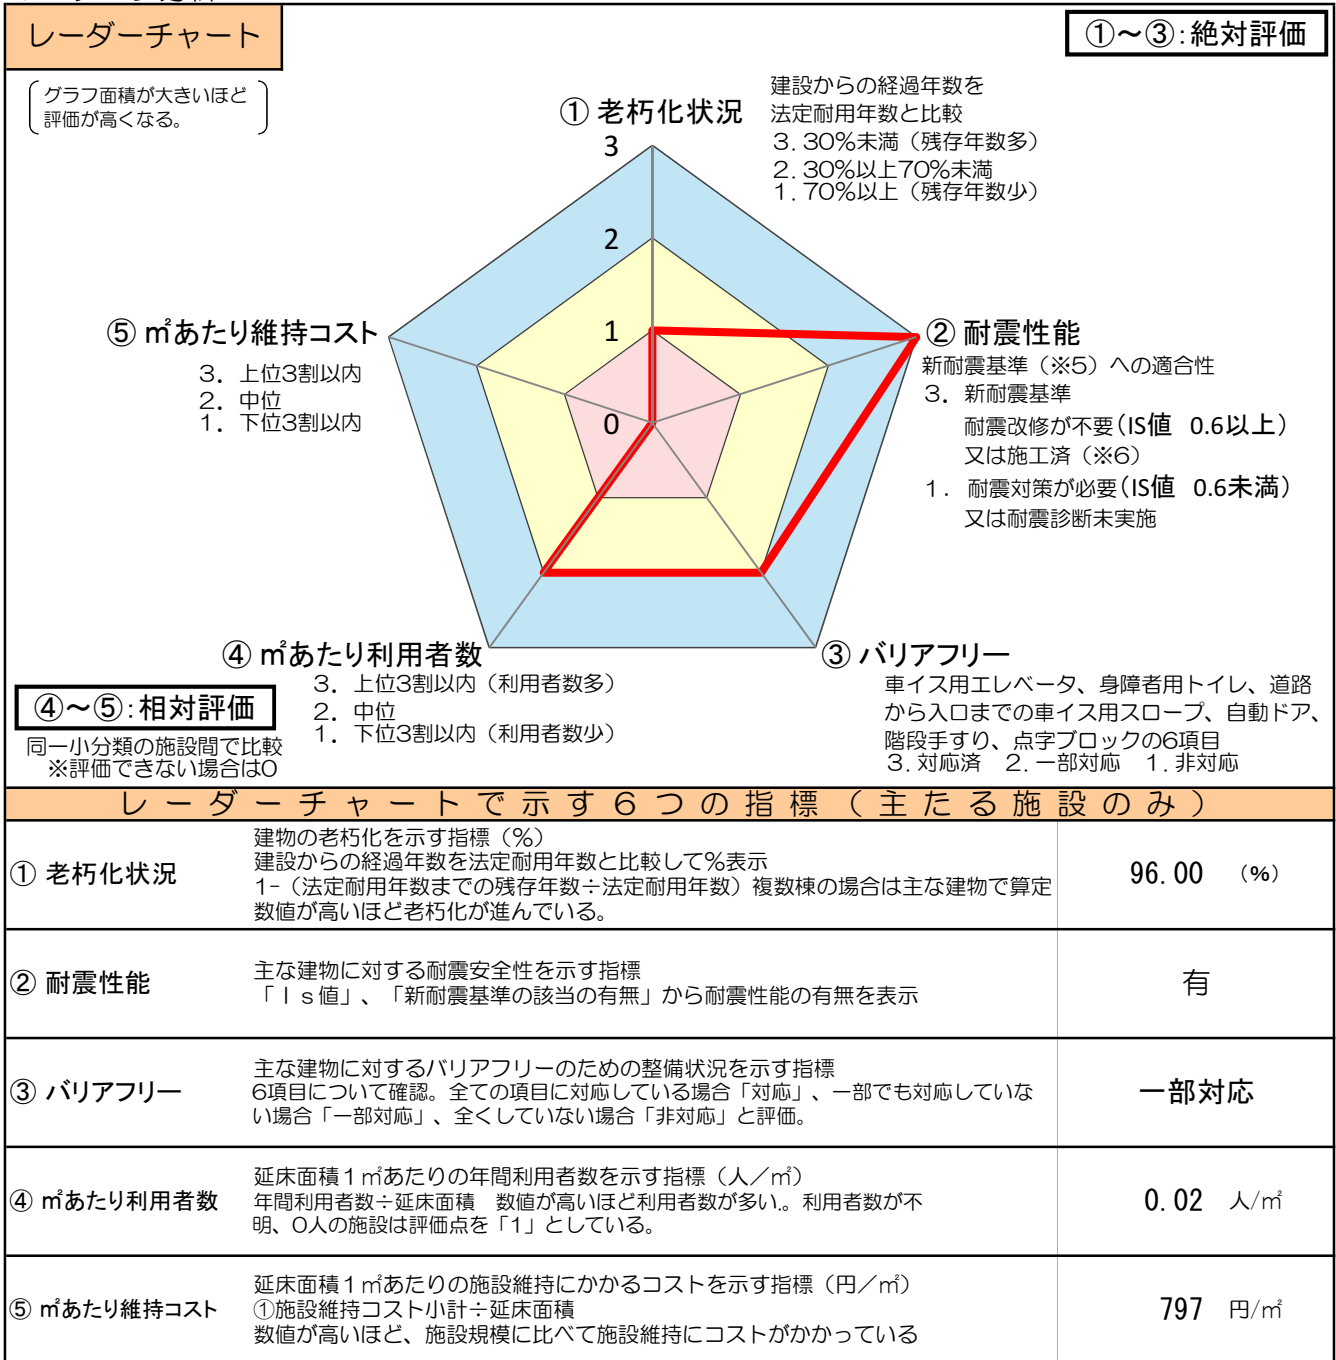 レーダーチャート
①～③:絶対評価
グラフ面積が大きいほど
評価が高くなる。
① 老朽化状況
建設からの経過年数を
法定耐用年数と比較
3. 30%未満（残存年数多）
2. 30%以上70%未満
1. 70%以上（残存年数少）
3
2
1
0
② 耐震性能
新耐震基準（※5）への適合性
3. 新耐震基準
耐震改修が不要(IS値 0.6以上)
又は施工済（※6）
1. 耐震対策が必要(IS値 0.6未満)
又は耐震診断未実施
⑤ ㎡あたり維持コスト
3. 上位3割以内
2. 中位
1. 下位3割以内
④ ㎡あたり利用者数
3. 上位3割以内（利用者数多）
2. 中位
1. 下位3割以内（利用者数少）
③ バリアフリー
車イス用エレベータ、身障者用トイレ、道路
から入口までの車イス用スロープ、自動ドア、
階段手すり、点字ブロックの6項目
3. 対応済 2. 一部対応 1. 非対応
④～⑤:相対評価
同一小分類の施設間で比較
※評価できない場合は0
レーダーチャートで示す６つの指標（主たる施設のみ）
① 老朽化状況
建物の老朽化を示す指標（%）
建設からの経過年数を法定耐用年数と比較して%表示
1-（法定耐用年数までの残存年数÷法定耐用年数）複数棟の場合は主な建物で算定
数値が高いほど老朽化が進んでいる。
96.00 （%）
② 耐震性能
主な建物に対する耐震安全性を示す指標
「Ｉｓ値」、「新耐震基準の該当の有無」から耐震性能の有無を表示
有
③ バリアフリー
主な建物に対するバリアフリーのための整備状況を示す指標
6項目について確認。全ての項目に対応している場合「対応」、一部でも対応していな
い場合「一部対応」、全くしていない場合「非対応」と評価。
一部対応
④ ㎡あたり利用者数
延床面積１㎡あたりの年間利用者数を示す指標（人／㎡）
年間利用者数÷延床面積　数値が高いほど利用者数が多い。利用者数が不
明、0人の施設は評価点を「1」としている。
0.02 人/㎡
⑤ ㎡あたり維持コスト
延床面積１㎡あたりの施設維持にかかるコストを示す指標（円／㎡）
①施設維持コスト小計÷延床面積
数値が高いほど、施設規模に比べて施設維持にコストがかかっている
797 円/㎡